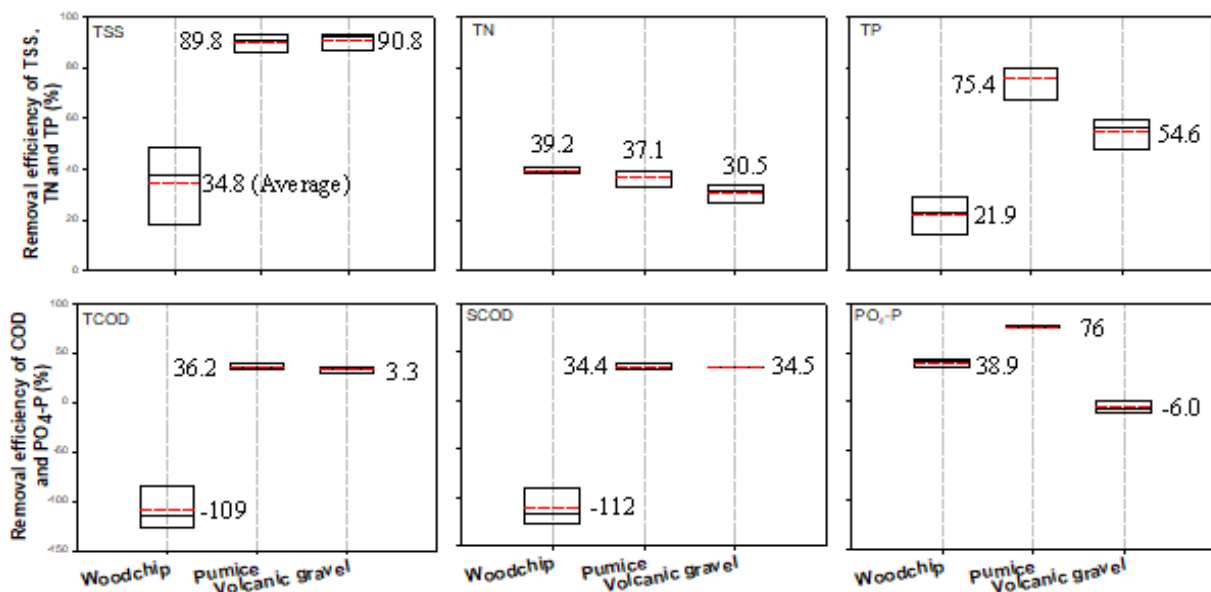 Removal efficiency of TSS,
TN and TP (%)
100
80
60
40
20
0
TSS
89.8
90.8
34.8 (Average)
TN
39.2
37.1
30.5
TP
75.4
54.6
21.9
Removal efficiency of COD
and PO4-P (%)
100
50
0
-50
-100
-150
TCOD
36.2
3.3
-109
SCOD
34.4
34.5
-112
PO4-P
76
38.9
-6.0
Woodchip
Pumice
Volcanic gravel
Woodchip
Pumice
Volcanic gravel
Woodchip
Pumice
Volcanic gravel